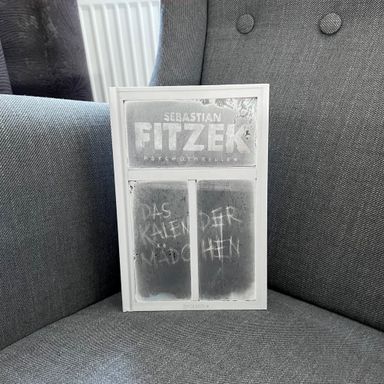 SEBASTIAN
FITZEK
PSYCHOTHRILLER
DAS
KALENDER
MÄDCHEN